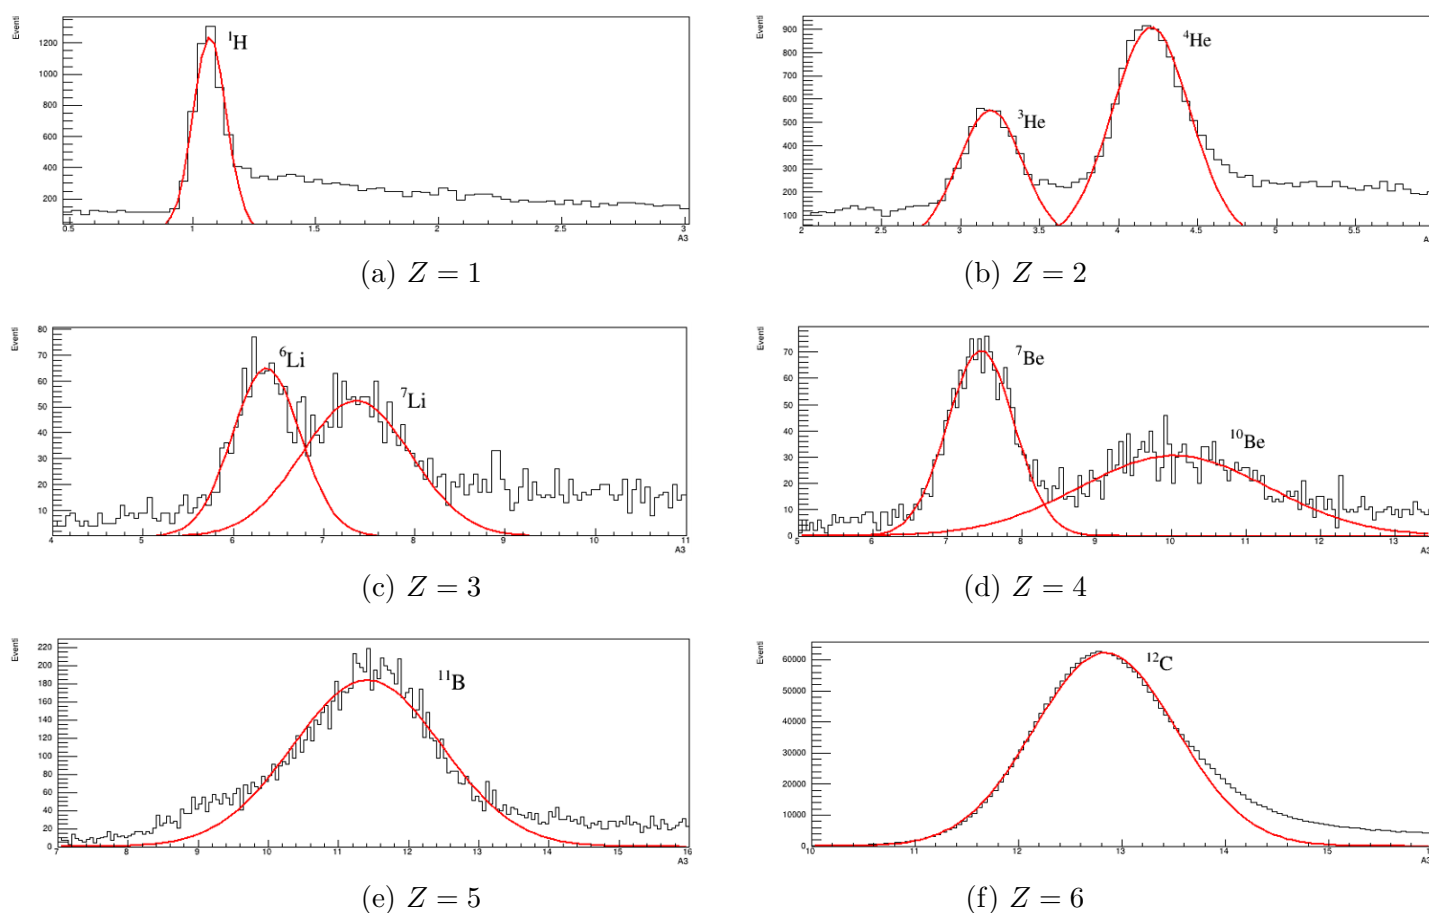 Eventi
1200
1000
800
600
400
200
¹H
0.5 1 1.5 2 2.5 3
A3
(a) Z = 1
Eventi
900
800
700
600
500
400
300
200
100
³He
⁴He
2 2.5 3 3.5 4 4.5 5 5.5
A3
(b) Z = 2
Eventi
80
70
60
50
40
30
20
10
⁶Li
⁷Li
4 5 6 7 8 9 10 11
A3
(c) Z = 3
Eventi
70
60
50
40
30
20
10
0
⁷Be
¹⁰Be
5 6 7 8 9 10 11 12 13
A3
(d) Z = 4
Eventi
220
200
180
160
140
120
100
80
60
40
20
0
¹¹B
7 8 9 10 11 12 13 14 15 16
A3
(e) Z = 5
Eventi
60000
50000
40000
30000
20000
10000
0
¹²C
10 11 12 13 14 15
A3
(f) Z = 6